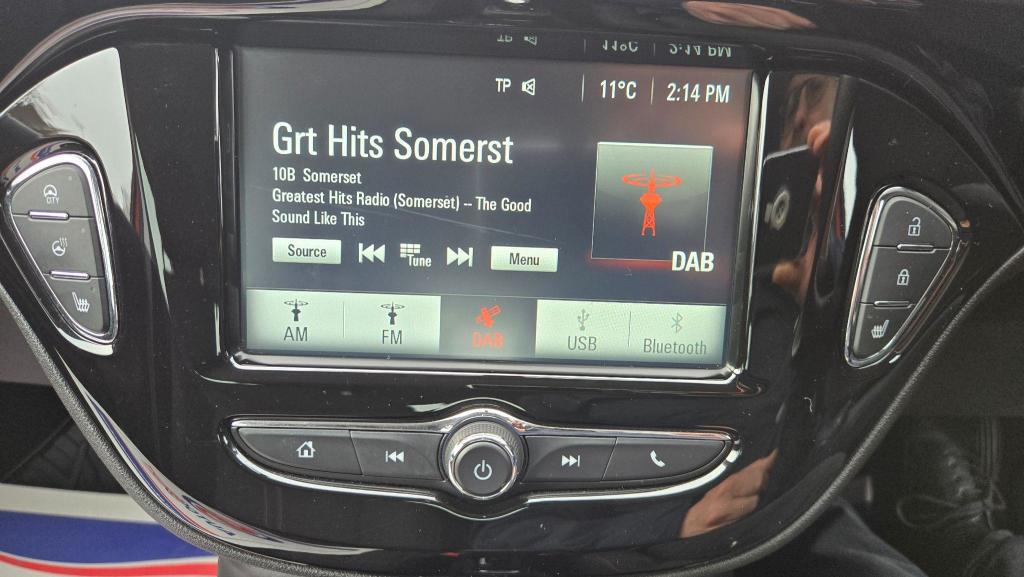 TP 11°C 2:14 PM
Grt Hits Somerst
10B Somerset
Greatest Hits Radio (Somerset) -- The Good
Sound Like This
Source Tune Menu
DAB
AM FM DAB USB Bluetooth
CITY